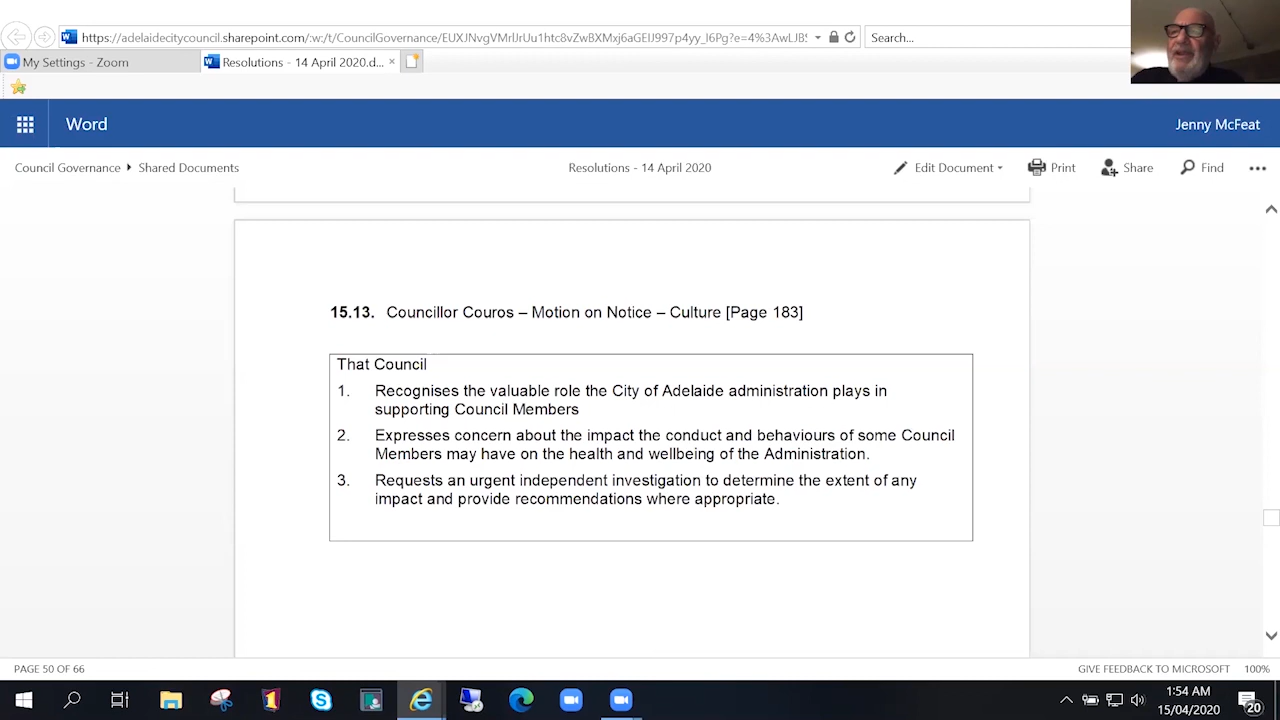 https://adelaidecitycouncil.sharepoint.com/:w:/t/CouncilGovernance/
Search...
My Settings - Zoom
Resolutions - 14 April 2020.d...
Word
Jenny McFeat
Council Governance Shared Documents
Resolutions - 14 April 2020
Edit Document
Print
Share
Find
15.13. Councillor Couros – Motion on Notice – Culture [Page 183]
That Council
1. Recognises the valuable role the City of Adelaide administration plays in
supporting Council Members
2. Expresses concern about the impact the conduct and behaviours of some Council
Members may have on the health and wellbeing of the Administration.
3. Requests an urgent independent investigation to determine the extent of any
impact and provide recommendations where appropriate.
PAGE 50 OF 66
GIVE FEEDBACK TO MICROSOFT 100%
1:54 AM
15/04/2020
20